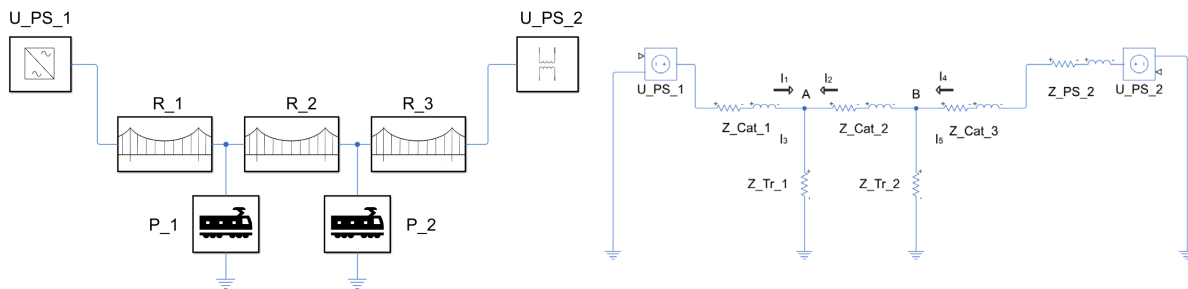 U_PS_1
U_PS_2
R_1
R_2
R_3
P_1
P_2
U_PS_1
Z_Cat_1
I₁
A
I₂
Z_Cat_2
B
I₄
Z_Cat_3
Z_PS_2
U_PS_2
I₃
I₅
Z_Tr_1
Z_Tr_2